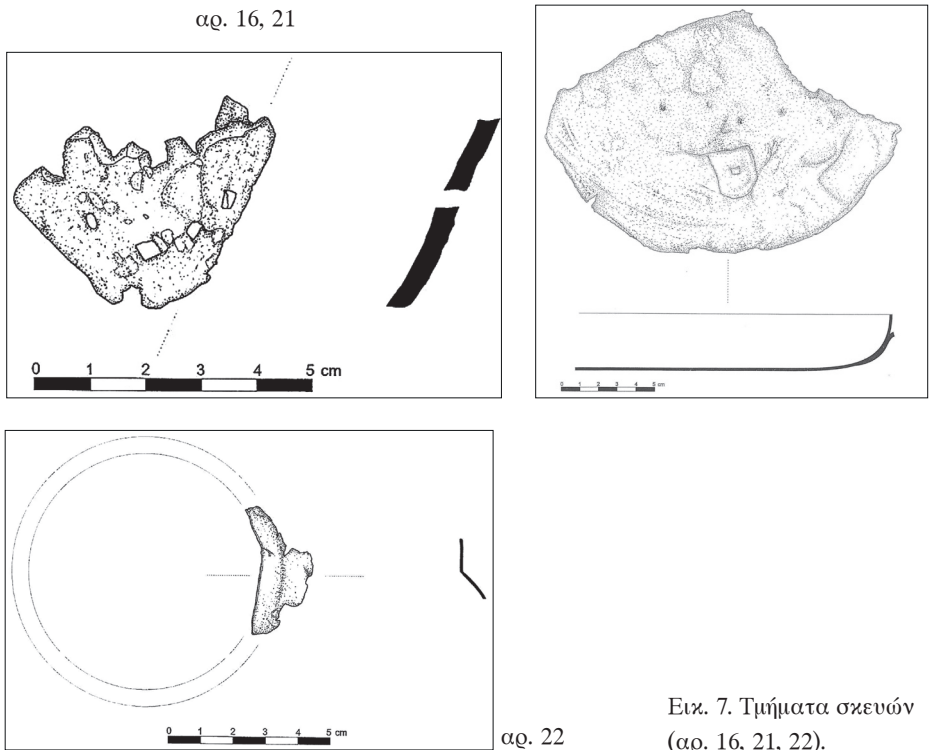 αρ. 16, 21
0 1 2 3 4 5 cm
0 1 2 3 4 5 cm
0 1 2 3 4 5 cm
αρ. 22
Εικ. 7. Τμήματα σκευών
(αρ. 16, 21, 22).